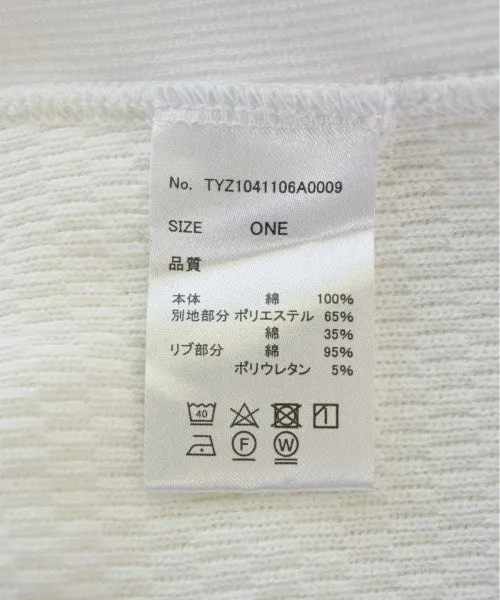 No. TYZ1041106A0009
SIZE ONE
品質
本体 綿 100%
別地部分 ポリエステル 65%
綿 35%
リブ部分 綿 95%
ポリウレタン 5%
40
F W